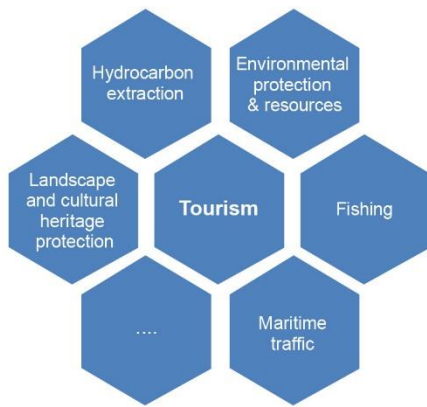 Hydrocarbon
extraction
Environmental
protection
& resources
Landscape
and cultural
heritage
protection
Tourism
Fishing
....
Maritime
traffic